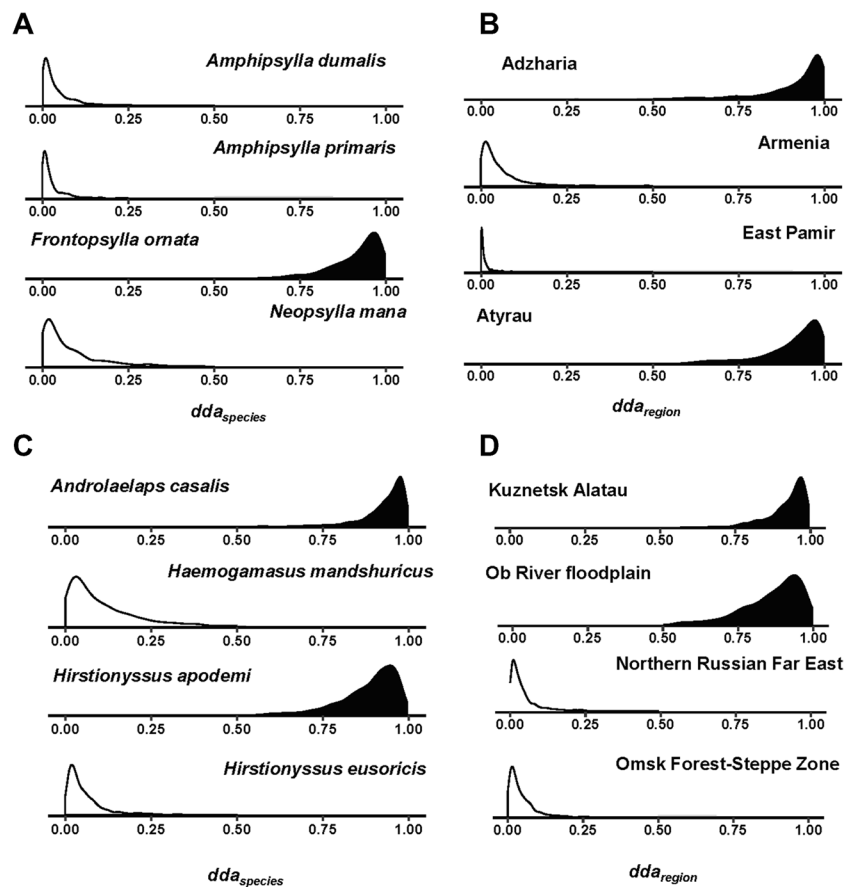 A
Amphipsylla dumalis
0.00 0.25 0.50 0.75 1.00
Amphipsylla primaris
0.00 0.25 0.50 0.75 1.00
Frontopsylla ornata
0.00 0.25 0.50 0.75 1.00
Neopsylla mana
0.00 0.25 0.50 0.75 1.00
ddaspecies
B
Adzharia
0.00 0.25 0.50 0.75 1.00
Armenia
0.00 0.25 0.50 0.75 1.00
East Pamir
0.00 0.25 0.50 0.75 1.00
Atyrau
0.00 0.25 0.50 0.75 1.00
ddaregion
C
Androlaelaps casalis
0.00 0.25 0.50 0.75 1.00
Haemogamasus mandshuricus
0.00 0.25 0.50 0.75 1.00
Hirstionyssus apodemi
0.00 0.25 0.50 0.75 1.00
Hirstionyssus eusoricis
0.00 0.25 0.50 0.75 1.00
ddaspecies
D
Kuznetsk Alatau
0.00 0.25 0.50 0.75 1.00
Ob River floodplain
0.00 0.25 0.50 0.75 1.00
Northern Russian Far East
0.00 0.25 0.50 0.75 1.00
Omsk Forest-Steppe Zone
0.00 0.25 0.50 0.75 1.00
ddaregion